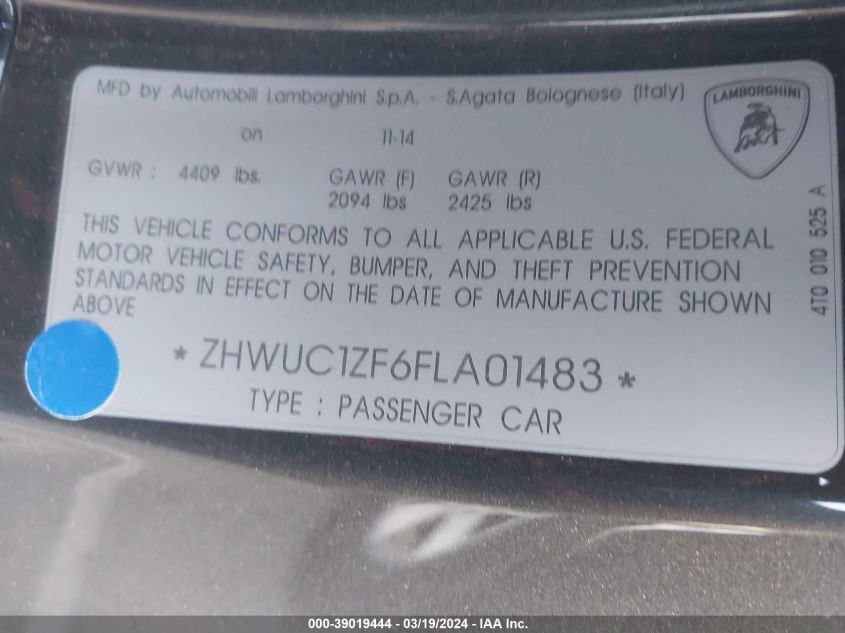 MFD by Automobili Lamborghini S.p.A. - S.Agata Bolognese (Italy)
LAMBORGHINI
on 11-14
GVWR : 4409 lbs. GAWR (F) GAWR (R)
2094 lbs 2425 lbs
THIS VEHICLE CONFORMS TO ALL APPLICABLE U.S. FEDERAL
MOTOR VEHICLE SAFETY, BUMPER, AND THEFT PREVENTION
STANDARDS IN EFFECT ON THE DATE OF MANUFACTURE SHOWN
ABOVE
* ZHWUC1ZF6FLA01483 *
TYPE : PASSENGER CAR
4T0 010 525 A
000-39019444 - 03/19/2024 - IAA Inc.